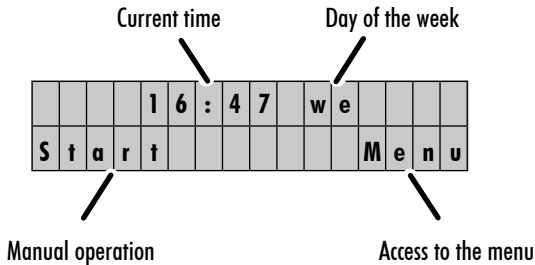 Current time Day of the week
16:47 we
Start Menu
Manual operation Access to the menu